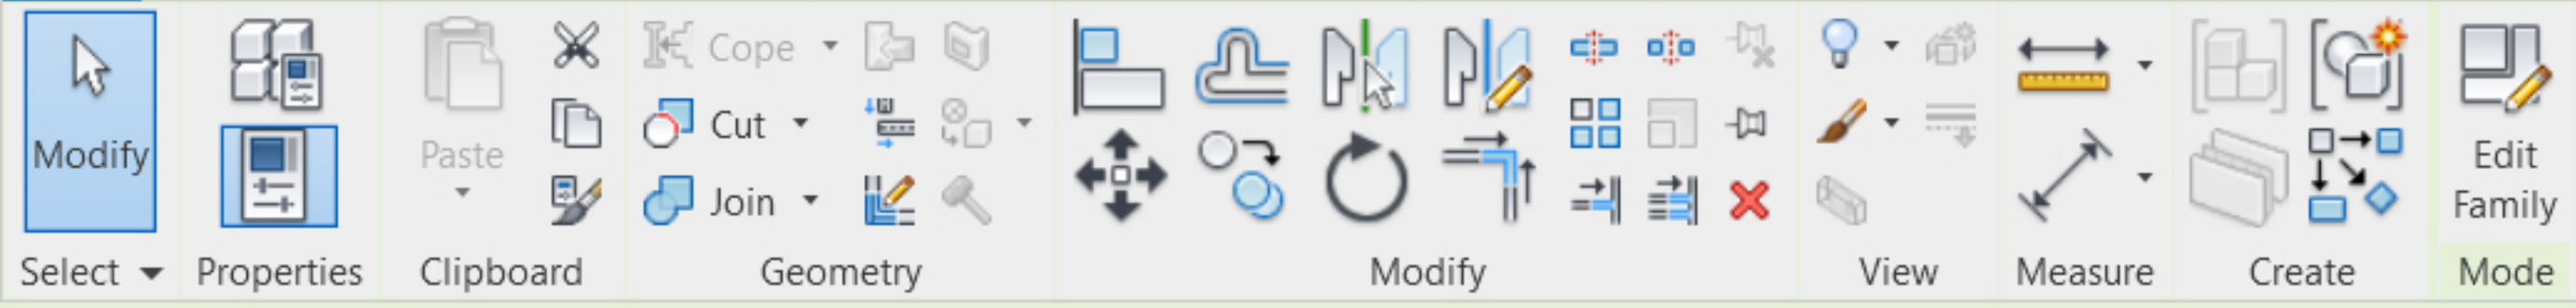 Modify
Paste
Cope
Cut
Join
Edit
Family
Select
Properties
Clipboard
Geometry
Modify
View
Measure
Create
Mode